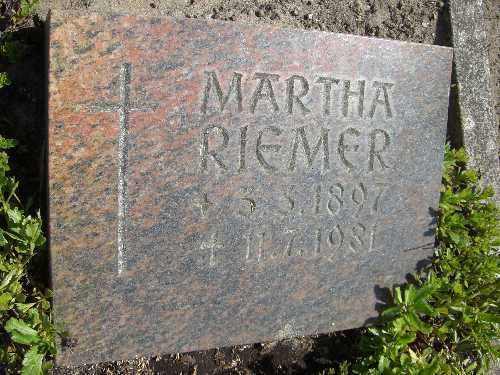 MARTHA
RIEMER
* 3.3.1897
† 11.7.1981